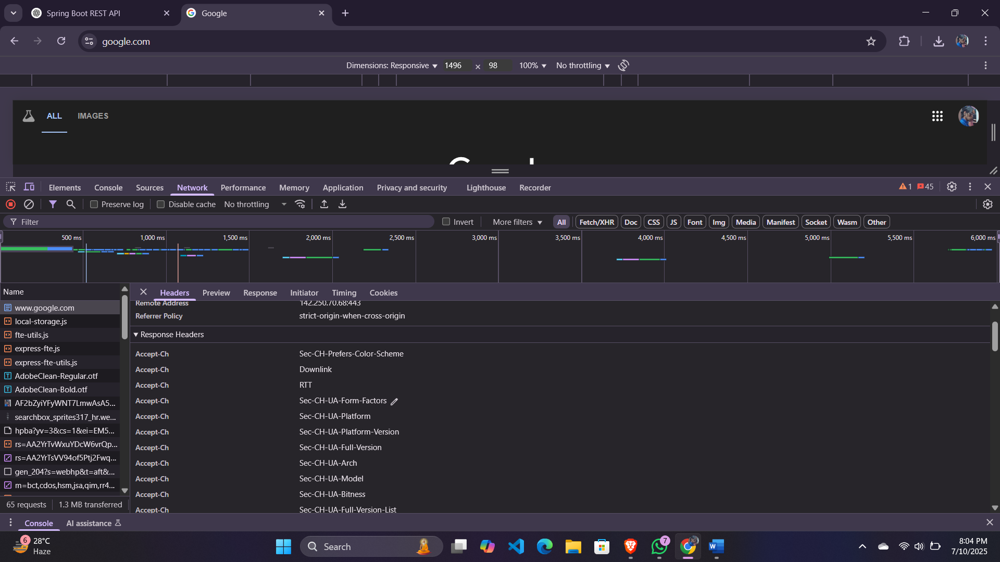 Spring Boot REST API
Google
google.com
Dimensions: Responsive 1496 × 98 100% No throttling
ALL IMAGES
Elements Console Sources Network Performance Memory Application Privacy and security Lighthouse Recorder 1 45
Preserve log Disable cache No throttling
Filter Invert More filters All Fetch/XHR Doc CSS JS Font Img Media Manifest Socket Wasm Other
500 ms 1,000 ms 1,500 ms 2,000 ms 2,500 ms 3,000 ms 3,500 ms 4,000 ms 4,500 ms 5,000 ms 5,500 ms 6,000 ms
Name
www.google.com
local-storage.js
fte-utils.js
express-fte.js
express-fte-utils.js
AdobeClean-Regular.otf
AdobeClean-Bold.otf
AF2bZyiYFyWNT7LmwAsA5...
searchbox_sprites317_hr.we...
hpba?yv=3&cs=1&ei=EM5...
rs=AA2YrTvWxuYDcW6vrQp...
rs=AA2YrTsVV94of5Ptj2Fwq...
gen_204?s=webhp&t=aft&...
m=bct,cdos,hsm,jsa,qim,rr4...
65 requests 1.3 MB transferred
Headers Preview Response Initiator Timing Cookies
Remote Address 142.250.70.68:443
Referrer Policy strict-origin-when-cross-origin
Response Headers
Accept-Ch Sec-CH-Prefers-Color-Scheme
Accept-Ch Downlink
Accept-Ch RTT
Accept-Ch Sec-CH-UA-Form-Factors
Accept-Ch Sec-CH-UA-Platform
Accept-Ch Sec-CH-UA-Platform-Version
Accept-Ch Sec-CH-UA-Full-Version
Accept-Ch Sec-CH-UA-Arch
Accept-Ch Sec-CH-UA-Model
Accept-Ch Sec-CH-UA-Bitness
Accept-Ch Sec-CH-UA-Full-Version-List
Console AI assistance
6 28°C
Haze
Search
7
8:04 PM
7/10/2025